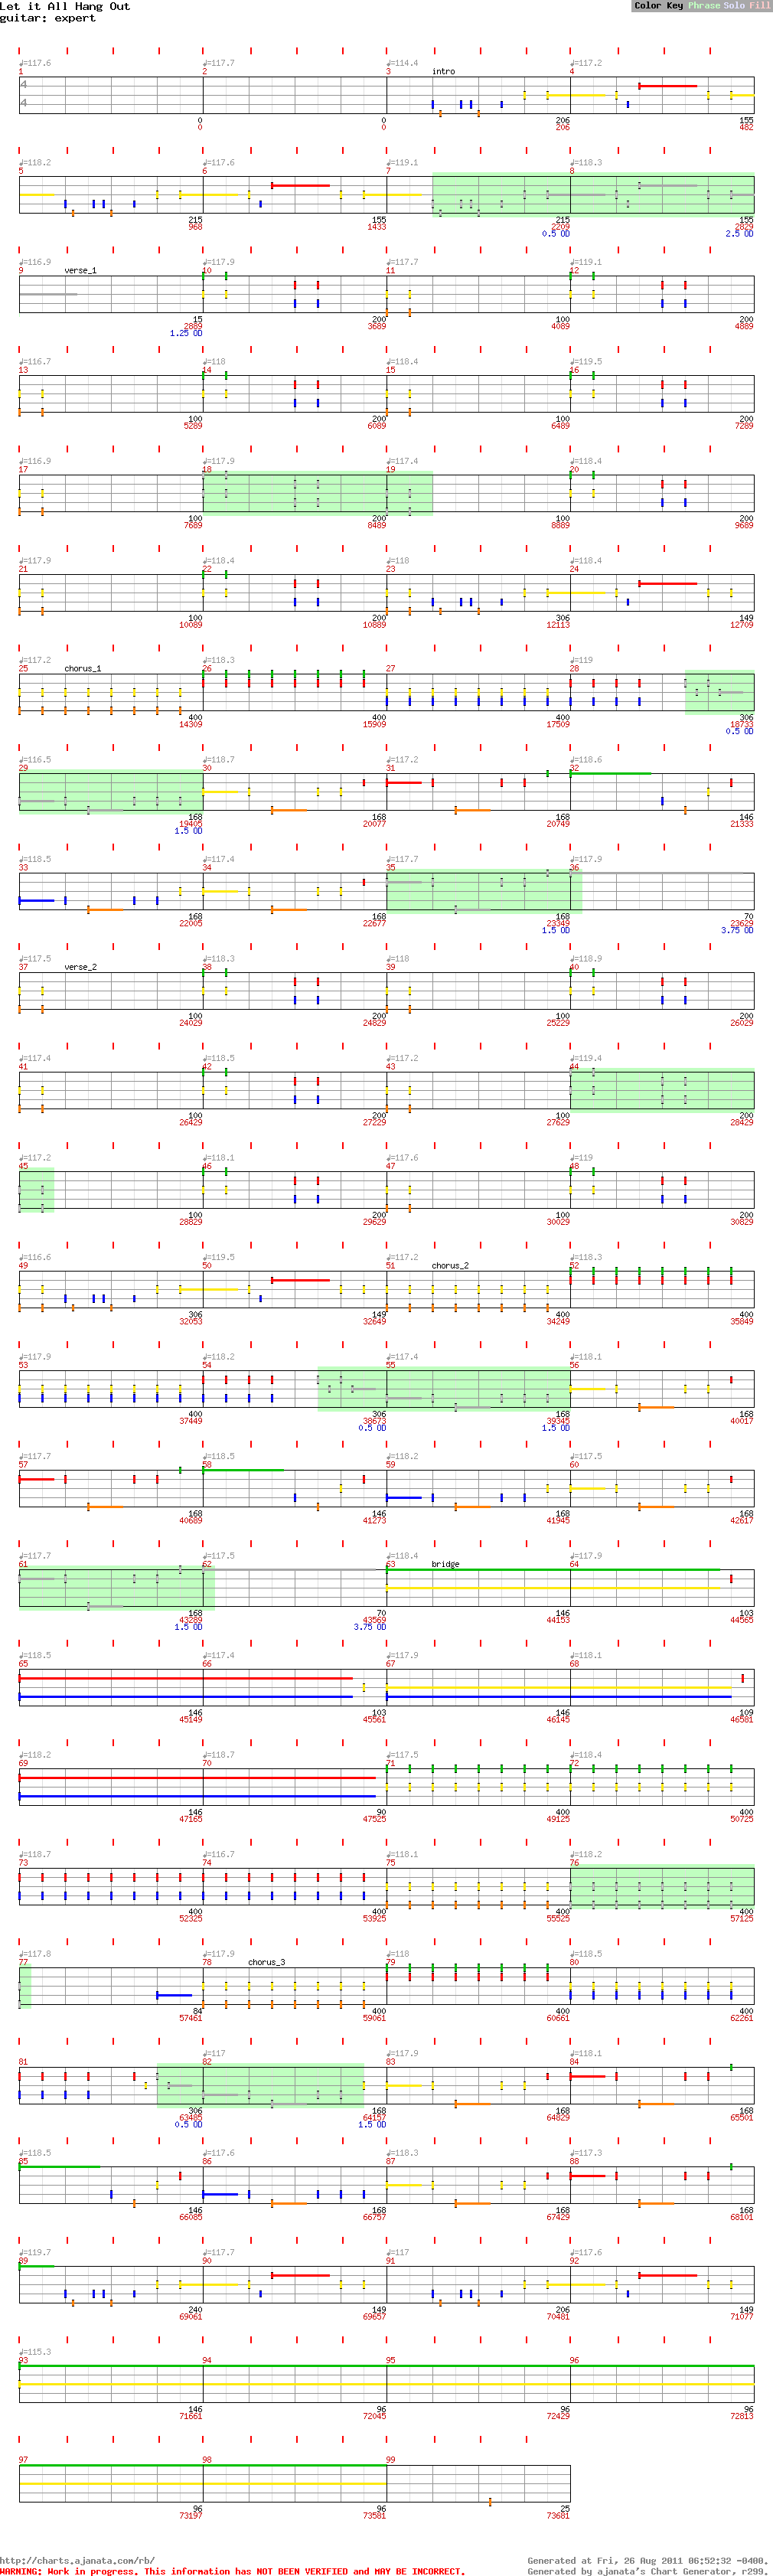 Let it All Hang Out
Color Key Phrase Solo Fill
guitar: expert
♩=117.6 ♩=117.7 ♩=114.4 ♩=117.2
1 2 3 intro 4
4
4
0 0 206 155
0 0 206 482
♩=118.2 ♩=117.6 ♩=119.1 ♩=118.3
5 6 7 8
215 155 215 155
968 1433 2209 2829
0.5 OD 2.5 OD
♩=116.9 ♩=117.9 ♩=117.7 ♩=119.1
9 verse_1 10 11 12
15 200 100 200
2889 3689 4089 4889
1.25 OD
♩=116.7 ♩=118 ♩=118.4 ♩=119.5
13 14 15 16
100 200 100 200
5289 6089 6489 7289
♩=116.9 ♩=117.9 ♩=117.4 ♩=118.4
17 18 19 20
100 200 100 200
7689 8489 8889 9689
♩=117.9 ♩=118.4 ♩=118 ♩=118.4
21 22 23 24
100 200 306 149
10089 10889 12113 12709
♩=117.2 ♩=118.3 ♩=119
25 chorus_1 26 27 28
400 400 400 306
14309 15909 17509 18733
0.5 OD
♩=116.5 ♩=118.7 ♩=117.2 ♩=118.6
29 30 31 32
168 168 168 146
19405 20077 20749 21333
1.5 OD
♩=118.5 ♩=117.4 ♩=117.7 ♩=117.9
33 34 35 36
168 168 168 70
22005 22677 23349 23629
1.5 OD 3.75 OD
♩=117.5 ♩=118.3 ♩=118 ♩=118.9
37 verse_2 38 39 40
100 200 100 200
24029 24829 25229 26029
♩=117.4 ♩=118.5 ♩=117.2 ♩=119.4
41 42 43 44
100 200 100 200
26429 27229 27629 28429
♩=117.2 ♩=118.1 ♩=117.6 ♩=119
45 46 47 48
100 200 100 200
28829 29629 30029 30829
♩=116.6 ♩=119.5 ♩=117.2 ♩=118.3
49 50 51 chorus_2 52
306 149 400 400
32053 32649 34249 35849
♩=117.9 ♩=118.2 ♩=117.4 ♩=118.1
53 54 55 56
400 306 168 168
37449 38673 39345 40017
0.5 OD 1.5 OD
♩=117.7 ♩=118.5 ♩=118.2 ♩=117.5
57 58 59 60
168 146 168 168
40689 41273 41945 42617
♩=117.7 ♩=117.5 ♩=118.4 ♩=117.9
61 62 63 bridge 64
168 70 146 103
43289 43569 44153 44565
1.5 OD 3.75 OD
♩=118.5 ♩=117.4 ♩=117.9 ♩=118.1
65 66 67 68
146 103 146 109
45149 45561 46145 46581
♩=118.2 ♩=118.7 ♩=117.5 ♩=118.4
69 70 71 72
146 90 400 400
47165 47525 49125 50725
♩=118.7 ♩=116.7 ♩=118.1 ♩=118.2
73 74 75 76
400 400 400 400
52325 53925 55525 57125
♩=117.8 ♩=117.9 ♩=118 ♩=118.5
77 78 chorus_3 79 80
84 400 400 400
57461 59061 60661 62261
♩=117 ♩=117.9 ♩=118.1
81 82 83 84
306 168 168 168
63485 64157 64829 65501
0.5 OD 1.5 OD
♩=118.5 ♩=117.6 ♩=118.3 ♩=117.3
85 86 87 88
146 168 168 168
66085 66757 67429 68101
♩=119.7 ♩=117.7 ♩=117 ♩=117.6
89 90 91 92
240 149 206 149
69061 69657 70481 71077
♩=115.3
93 94 95 96
146 96 96 96
71661 72045 72429 72813
97 98 99
96 96 25
73197 73581 73681
http://charts.ajanata.com/rb/
Generated at Fri, 26 Aug 2011 06:52:32 -0400.
WARNING: Work in progress. This information has NOT BEEN VERIFIED and MAY BE INCORRECT.
Generated by ajanata's Chart Generator, r299.